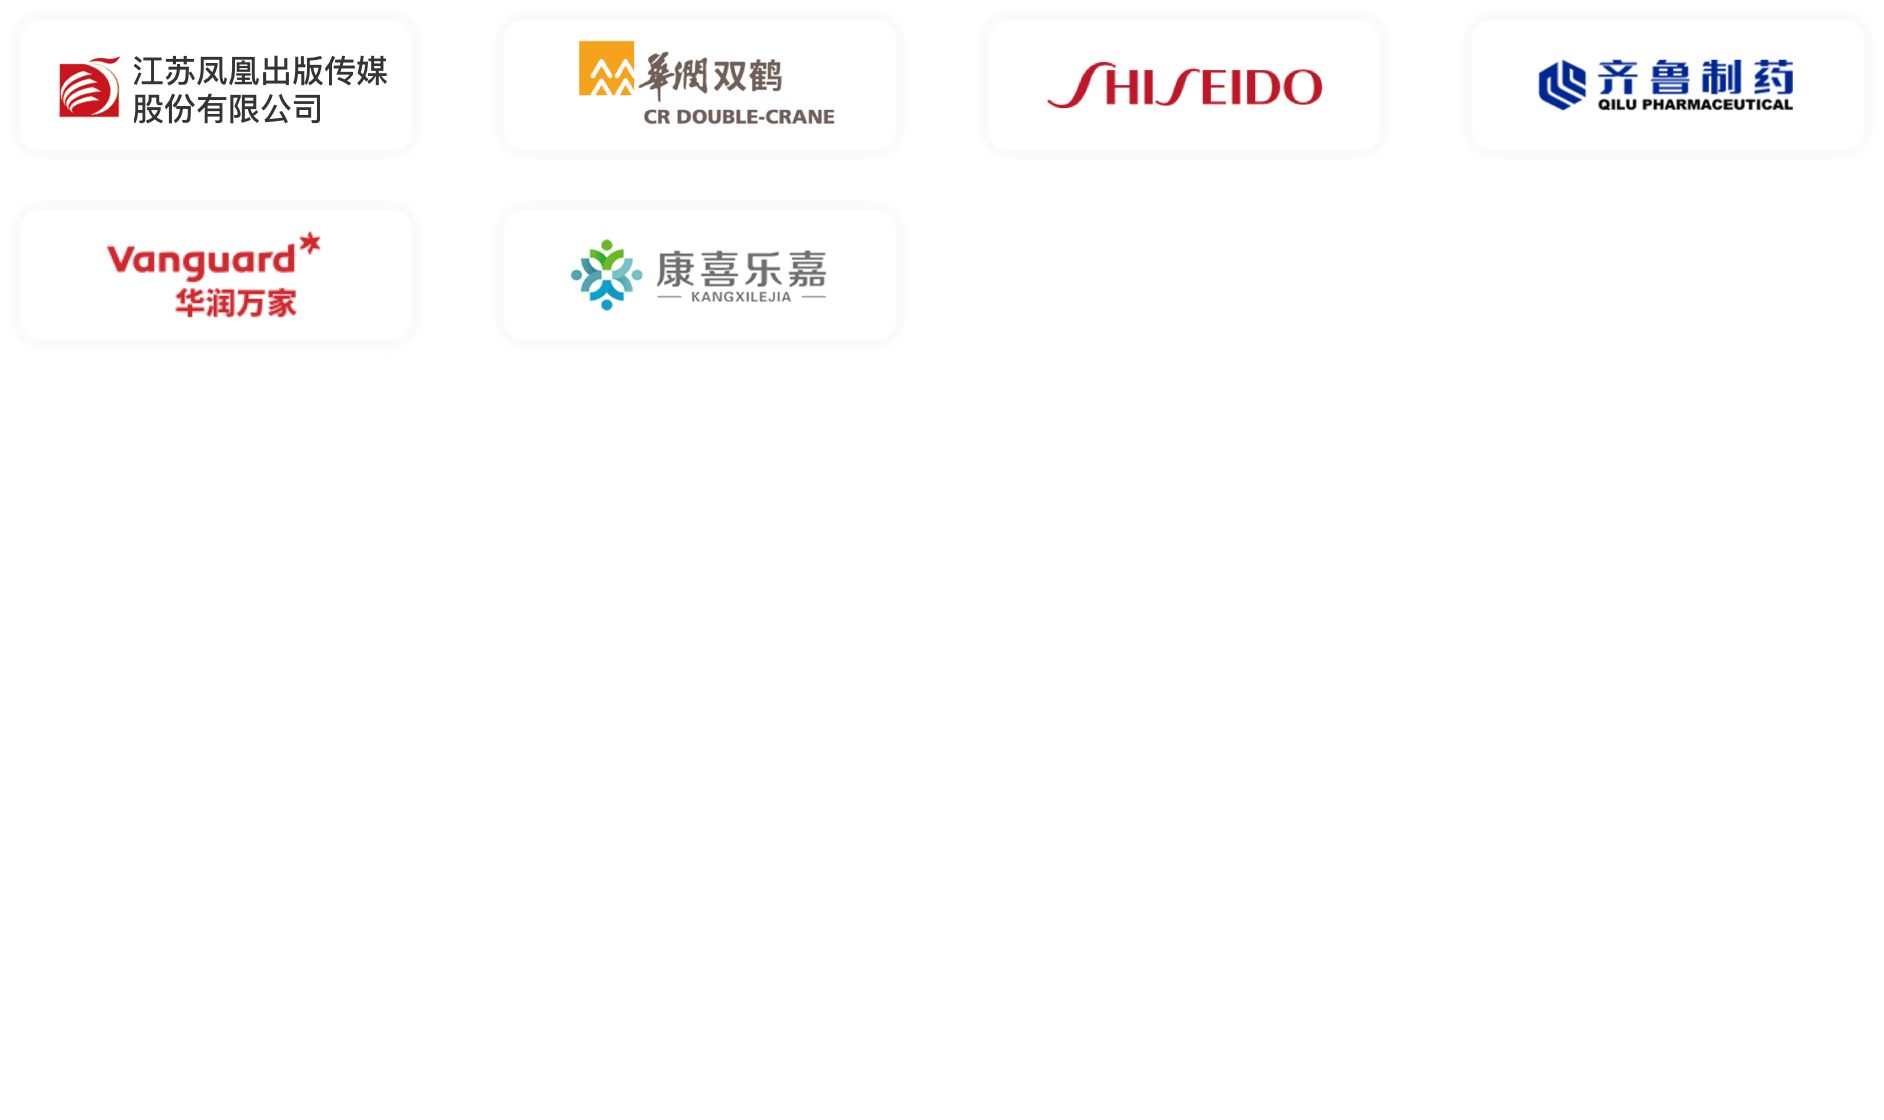 江苏凤凰出版传媒
股份有限公司
華潤双鹤
CR DOUBLE-CRANE
SHISEIDO
齐鲁制药
QILU PHARMACEUTICAL
Vanguard
华润万家
康喜乐嘉
KANGXILEJIA